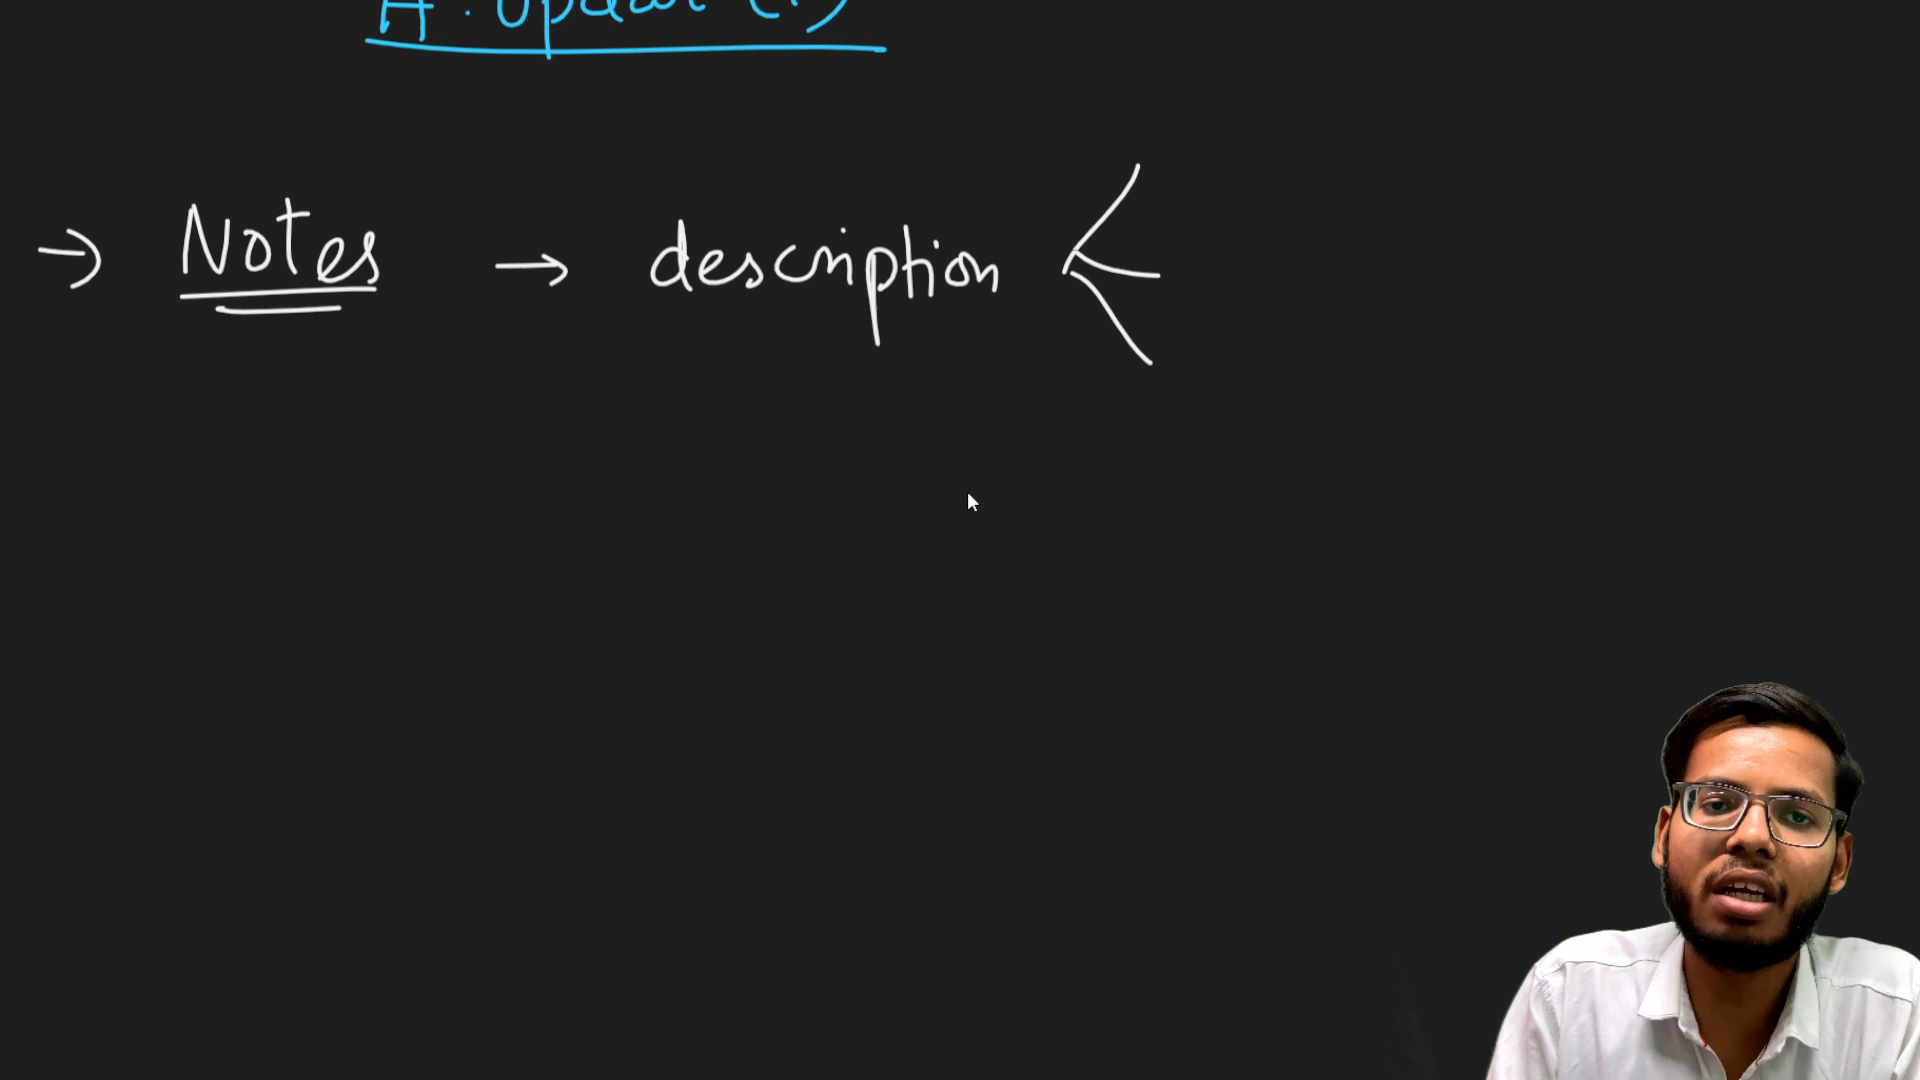 → Notes → description